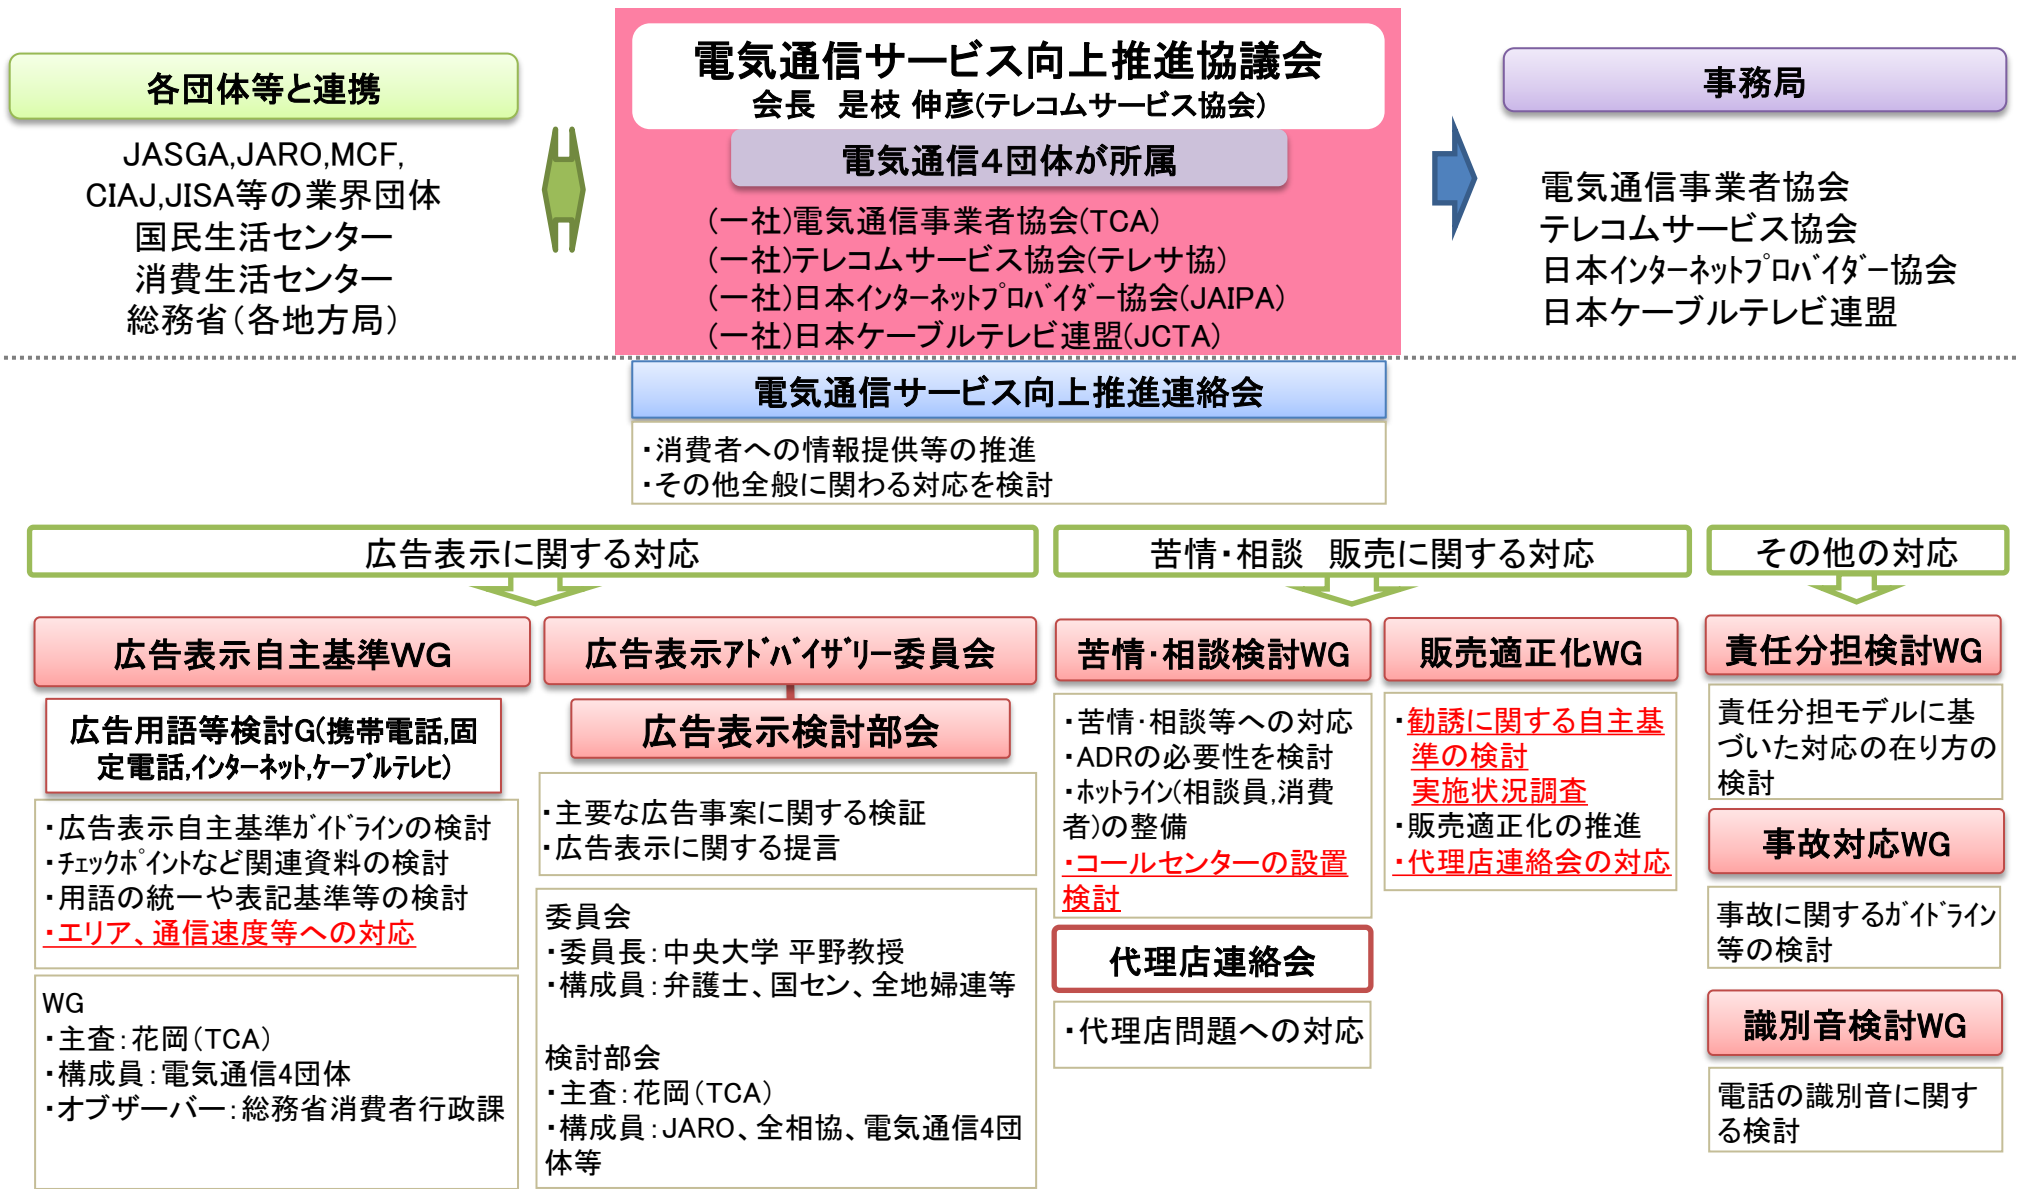 各団体等と連携
JASGA,JARO,MCF,
CIAJ,JISA等の業界団体
国民生活センター
消費生活センター
総務省(各地方局)
電気通信サービス向上推進協議会
会長 是枝 伸彦(テレコムサービス協会)
電気通信4団体が所属
(一社)電気通信事業者協会(TCA)
(一社)テレコムサービス協会(テレサ協)
(一社)日本インターネットプロバイダー協会(JAIPA)
(一社)日本ケーブルテレビ連盟(JCTA)
事務局
電気通信事業者協会
テレコムサービス協会
日本インターネットプロバイダー協会
日本ケーブルテレビ連盟
電気通信サービス向上推進連絡会
・消費者への情報提供等の推進
・その他全般に関わる対応を検討
広告表示に関する対応
広告表示自主基準WG
広告用語等検討G(携帯電話,固
定電話,インターネット,ケーブルテレビ)
・広告表示自主基準ガイドラインの検討
・チェックポイントなど関連資料の検討
・用語の統一や表記基準等の検討
・エリア、通信速度等への対応
WG
・主査:花岡(TCA)
・構成員:電気通信4団体
・オブザーバー:総務省消費者行政課
広告表示アドバイザリー委員会
広告表示検討部会
・主要な広告事案に関する検証
・広告表示に関する提言
委員会
・委員長:中央大学 平野教授
・構成員:弁護士、国セン、全地婦連等
検討部会
・主査:花岡(TCA)
・構成員:JARO、全相協、電気通信4団
体等
苦情・相談 販売に関する対応
苦情・相談検討WG
・苦情・相談等への対応
・ADRの必要性を検討
・ホットライン(相談員,消費
者)の整備
・コールセンターの設置
検討
代理店連絡会
・代理店問題への対応
販売適正化WG
・勧誘に関する自主基
準の検討
実施状況調査
・販売適正化の推進
・代理店連絡会の対応
その他の対応
責任分担検討WG
責任分担モデルに基
づいた対応の在り方の
検討
事故対応WG
事故に関するガイドライン
等の検討
識別音検討WG
電話の識別音に関す
る検討